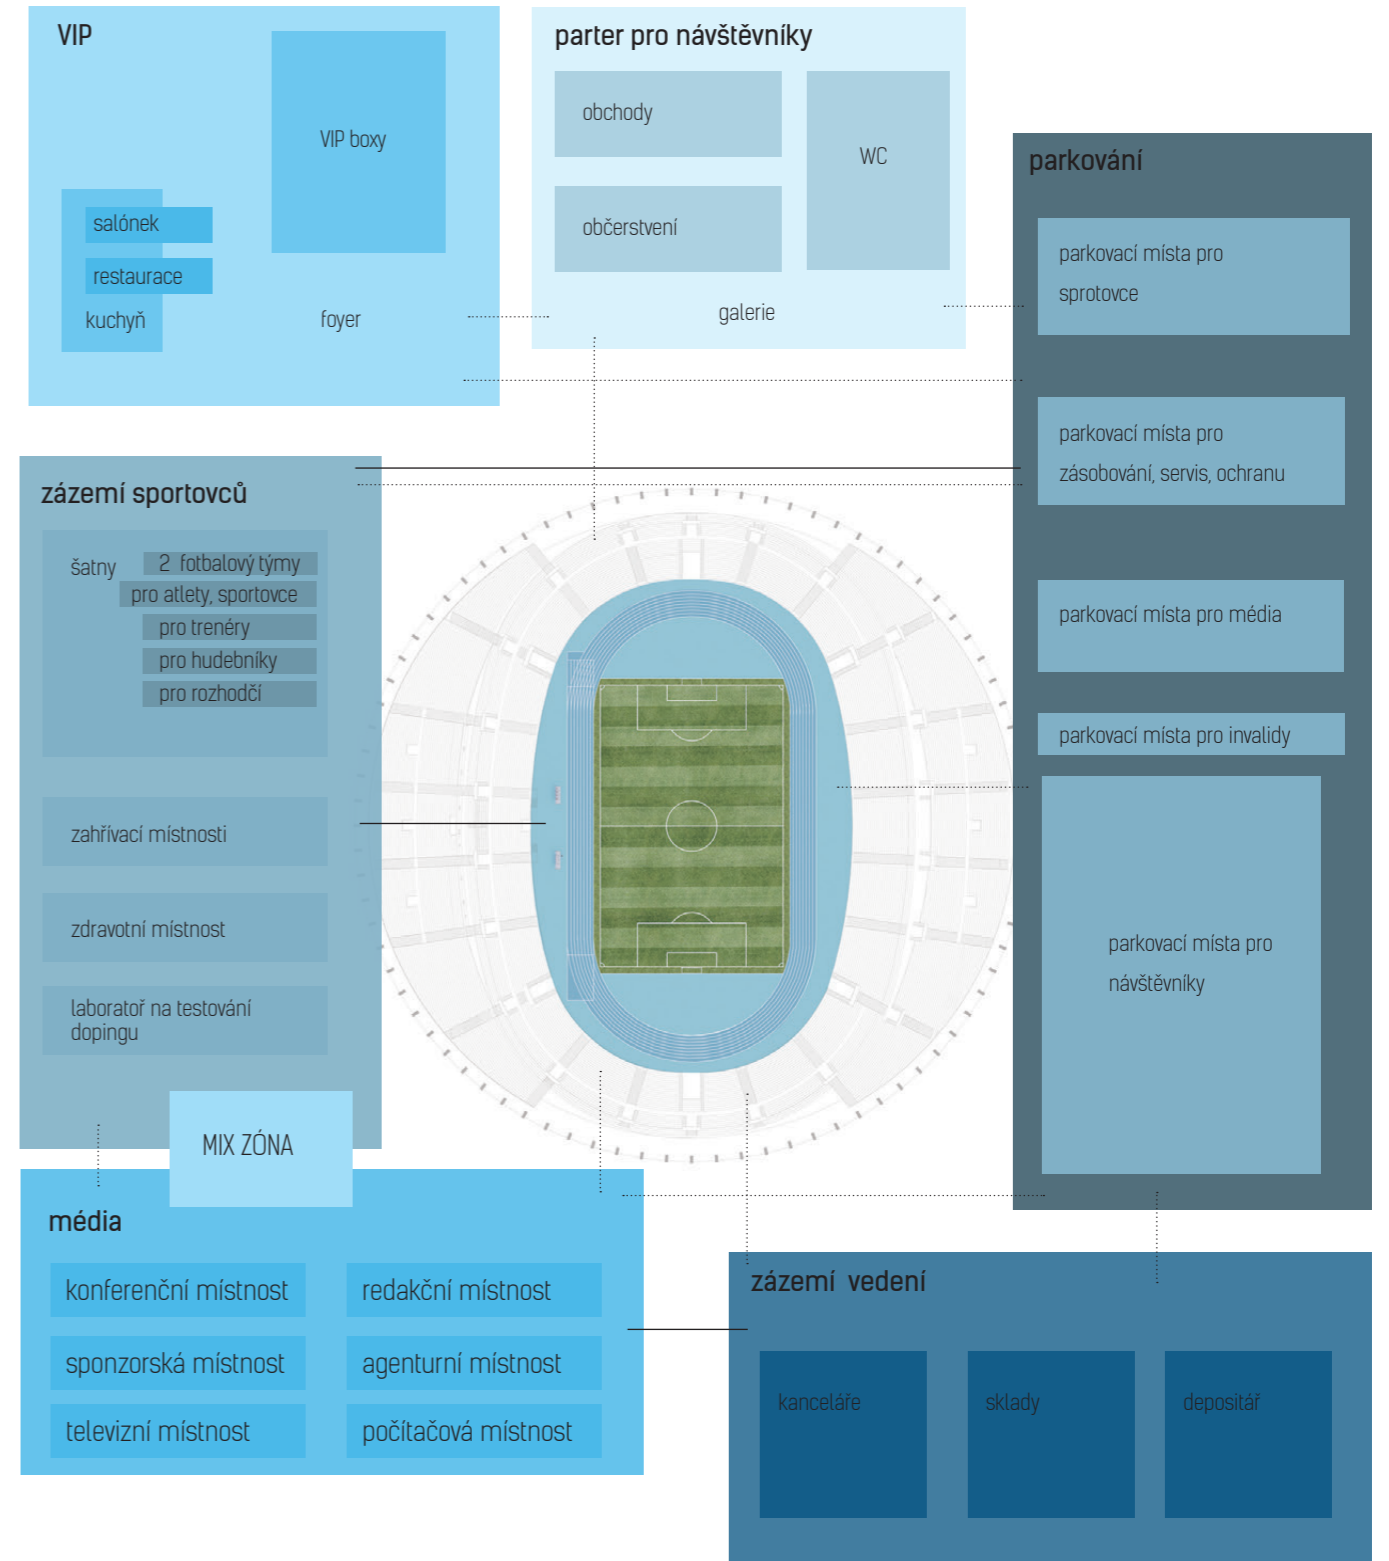 VIP
VIP boxy
salónek
restaurace
kuchyň
foyer
parter pro návštěvníky
obchody
WC
občerstvení
galerie
parkování
parkovací místa pro
sprotovce
parkovací místa pro
zásobování, servis, ochranu
parkovací místa pro média
parkovací místa pro invalidy
parkovací místa pro
návštěvníky
zázemí sportovců
šatny
2 fotbalový týmy
pro atlety, sportovce
pro trenéry
pro hudebníky
pro rozhodčí
zahřívací místnosti
zdravotní místnost
laboratoř na testování
dopingu
MIX ZÓNA
média
konferenční místnost
redakční místnost
sponzorská místnost
agenturní místnost
televizní místnost
počítačová místnost
zázemí vedení
kanceláře
sklady
depositář